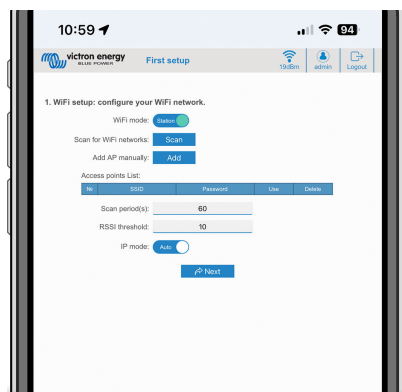 10:59
94
victron energy
BLUE POWER
First setup
19dBm
admin
Logout
1. WiFi setup: configure your WiFi network.
WiFi mode: Station
Scan for WiFi networks: Scan
Add AP manually: Add
Access points List:
№ SSID Password Use Delete
Scan period(s): 60
RSSI threshold: 10
IP mode: Auto
Next